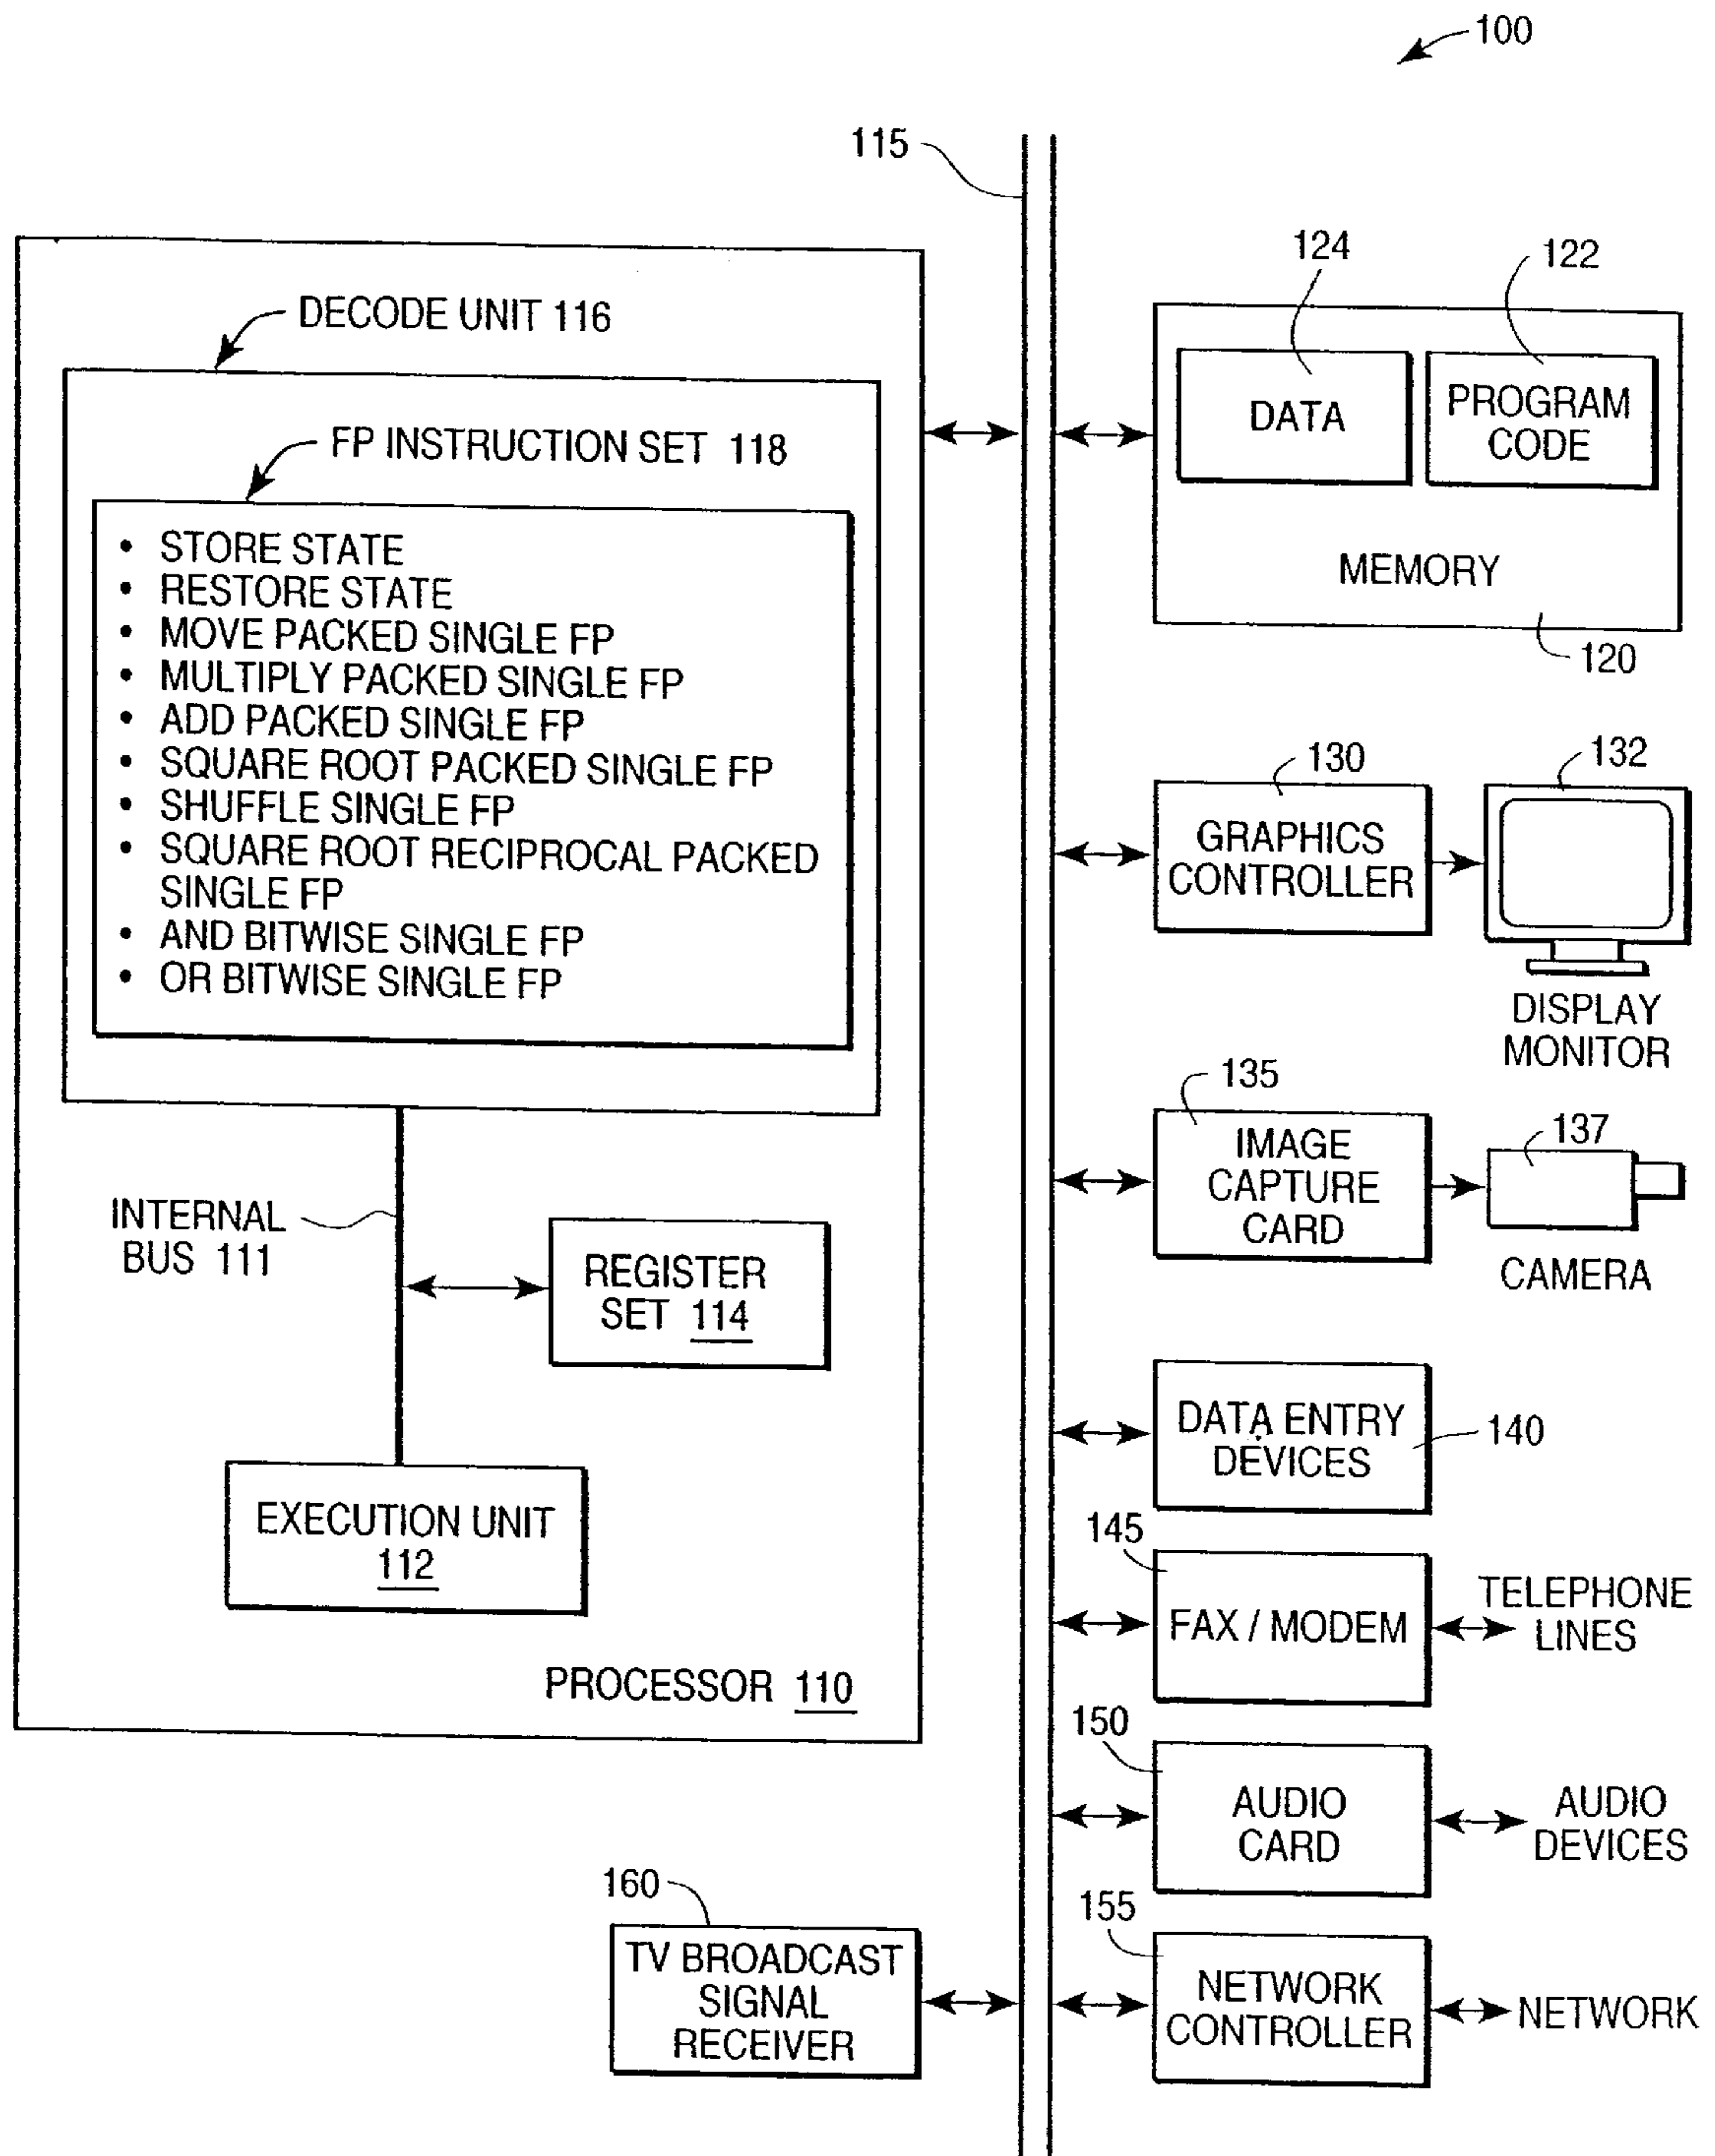 100
115
DECODE UNIT 116
FP INSTRUCTION SET 118
• STORE STATE
• RESTORE STATE
• MOVE PACKED SINGLE FP
• MULTIPLY PACKED SINGLE FP
• ADD PACKED SINGLE FP
• SQUARE ROOT PACKED SINGLE FP
• SHUFFLE SINGLE FP
• SQUARE ROOT RECIPROCAL PACKED
SINGLE FP
• AND BITWISE SINGLE FP
• OR BITWISE SINGLE FP
INTERNAL
BUS 111
REGISTER
SET 114
EXECUTION UNIT
112
PROCESSOR 110
160
TV BROADCAST
SIGNAL
RECEIVER
124
122
DATA
PROGRAM
CODE
MEMORY
120
130
132
GRAPHICS
CONTROLLER
DISPLAY
MONITOR
135
137
IMAGE
CAPTURE
CARD
CAMERA
DATA ENTRY
DEVICES
140
145
FAX / MODEM
TELEPHONE
LINES
150
AUDIO
CARD
AUDIO
DEVICES
155
NETWORK
CONTROLLER
NETWORK